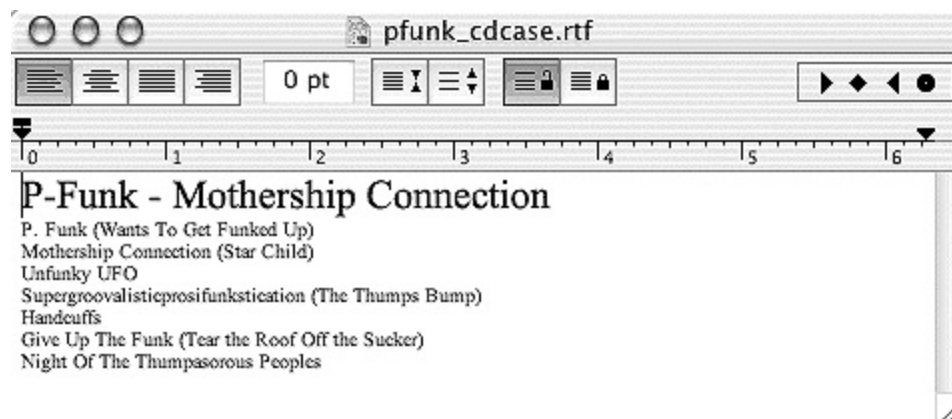 pfunk_cdcase.rtf
0 pt
0 1 2 3 4 5 6
P-Funk - Mothership Connection
P. Funk (Wants To Get Funked Up)
Mothership Connection (Star Child)
Unfunky UFO
Supergroovalisticprosifunkstication (The Thumps Bump)
Handcuffs
Give Up The Funk (Tear the Roof Off the Sucker)
Night Of The Thumpasorous Peoples